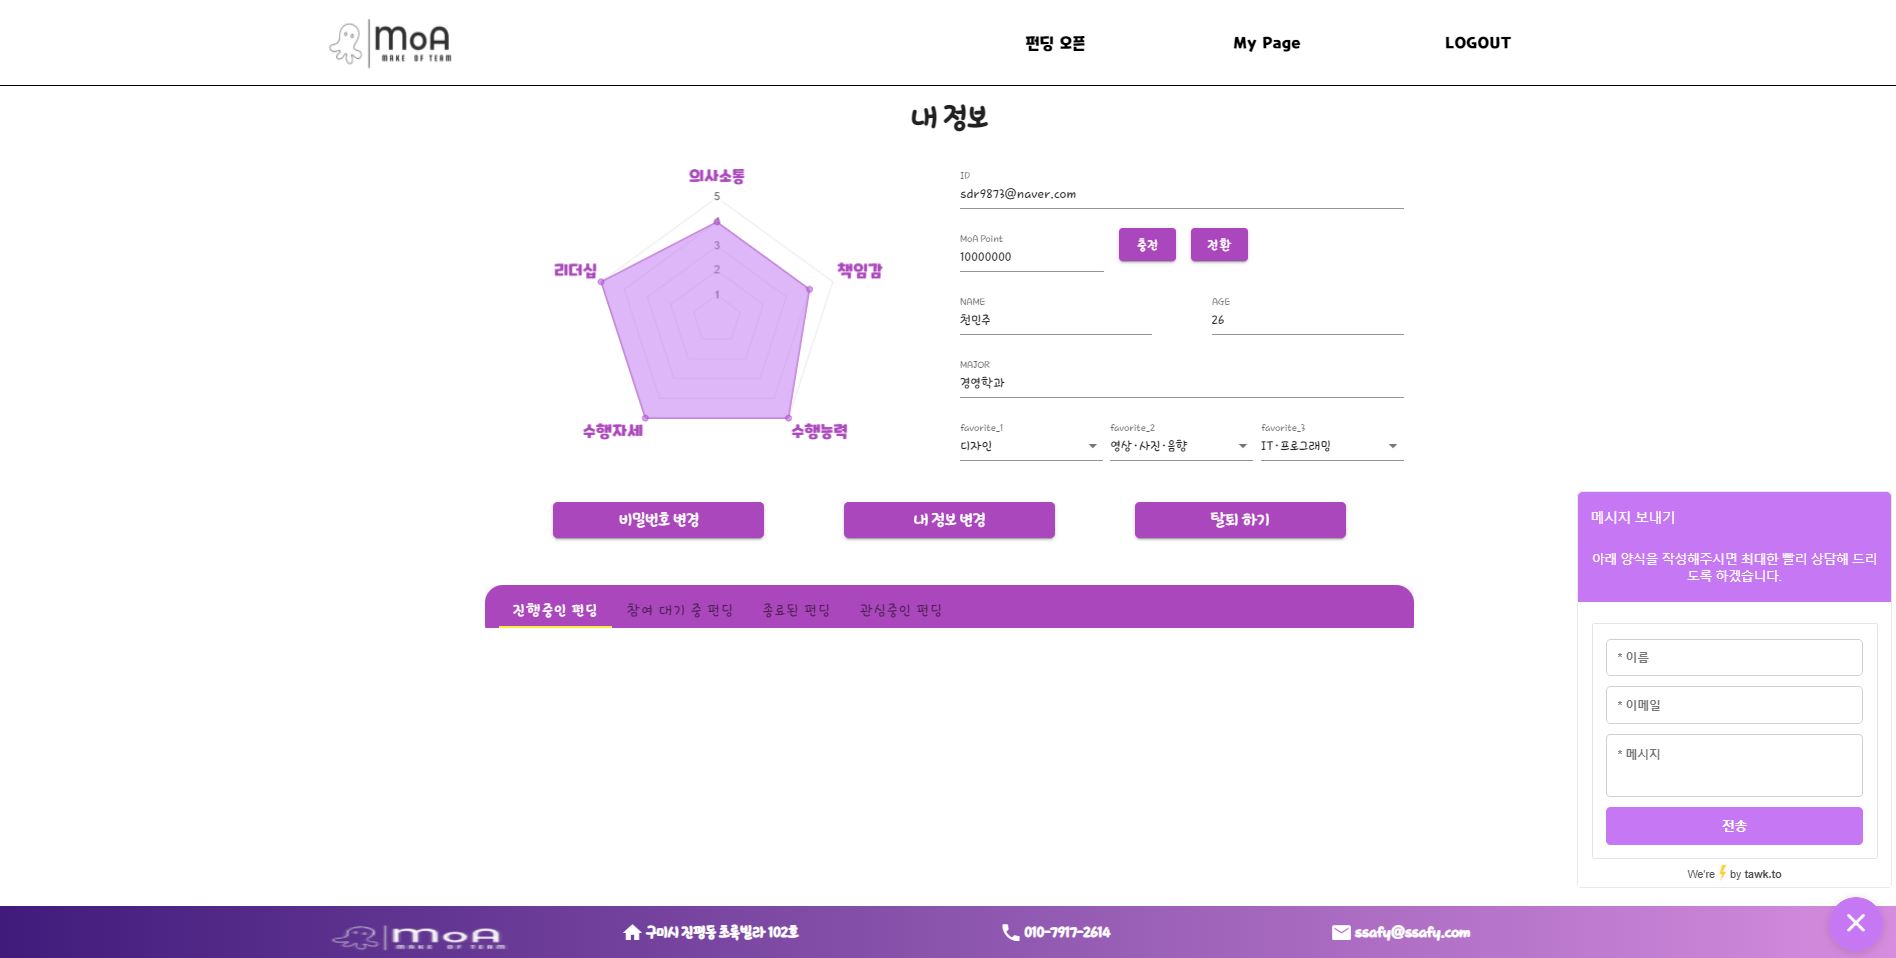 MoA
MAKE OF TEAM
펀딩 오픈
My Page
LOGOUT
내 정보
의사소통
5
4
3
2
1
리더십
책임감
수행자세
수행능력
ID
sdr9873@naver.com
MoA Point
10000000
충전
전환
NAME
천민주
AGE
26
MAJOR
경영학과
favorite_1
디자인
favorite_2
영상·사진·음향
favorite_3
IT·프로그래밍
비밀번호 변경
내 정보 변경
탈퇴 하기
진행중인 펀딩
참여 대기 중 펀딩
종료된 펀딩
관심중인 펀딩
메시지 보내기
아래 양식을 작성해주시면 최대한 빨리 상담해 드리
도록 하겠습니다.
* 이름
* 이메일
* 메시지
전송
We're by tawk.to
MoA
MAKE OF TEAM
구미시 진평동 초록빌라 102호
010-7917-2614
ssafy@ssafy.com